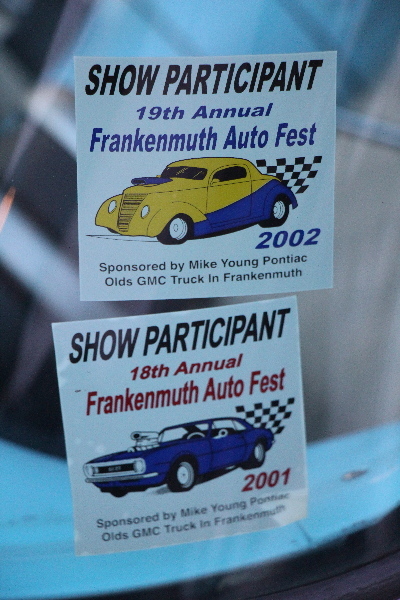 SHOW PARTICIPANT
19th Annual
Frankenmuth Auto Fest
2002
Sponsored by Mike Young Pontiac
Olds GMC Truck In Frankenmuth
SHOW PARTICIPANT
18th Annual
Frankenmuth Auto Fest
2001
Sponsored by Mike Young Pontiac
Olds GMC Truck In Frankenmuth